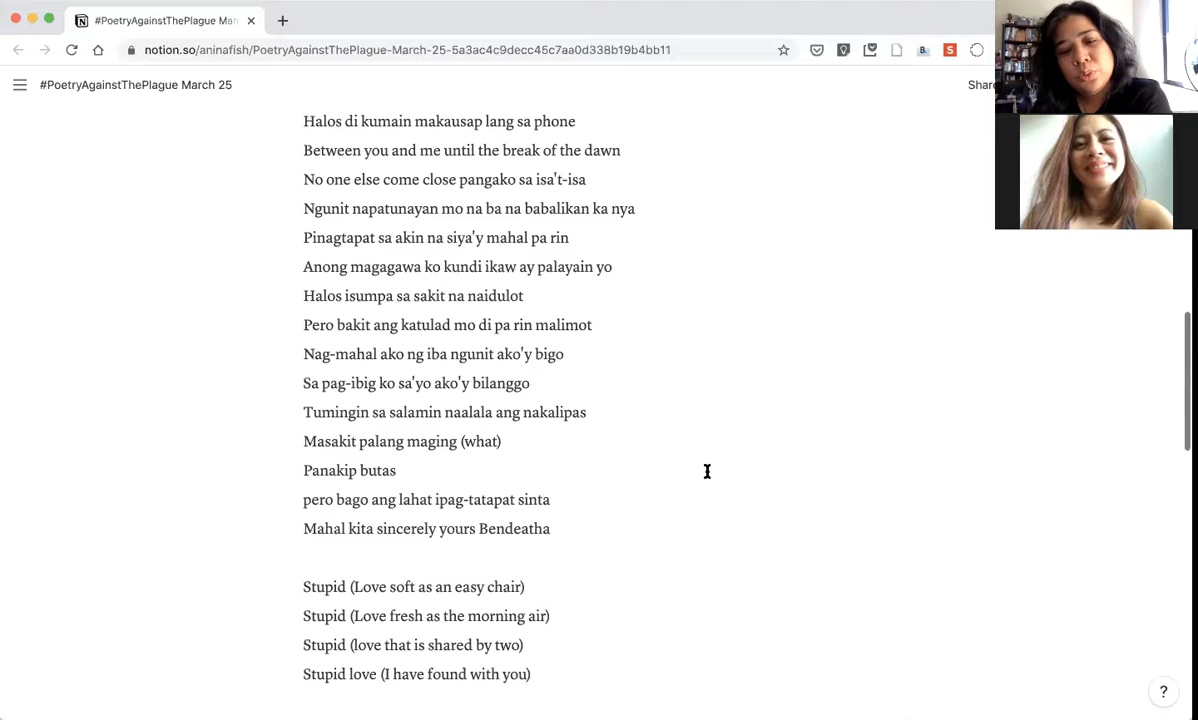 #PoetryAgainstThePlague Mar
notion.so/aninafish/PoetryAgainstThePlague-March-25-5a3ac4c9decc45c7aa0d338b19b4bb11
#PoetryAgainstThePlague March 25
Share
Halos di kumain makausap lang sa phone
Between you and me until the break of the dawn
No one else come close pangako sa isa't-isa
Ngunit napatunayan mo na ba na babalikan ka nya
Pinagtapat sa akin na siya'y mahal pa rin
Anong magagawa ko kundi ikaw ay palayain yo
Halos isumpa sa sakit na naidulot
Pero bakit ang katulad mo di pa rin malimot
Nag-mahal ako ng iba ngunit ako'y bigo
Sa pag-ibig ko sa'yo ako'y bilanggo
Tumingin sa salamin naalala ang nakalipas
Masakit palang maging (what)
Panakip butas
pero bago ang lahat ipag-tatapat sinta
Mahal kita sincerely yours Bendeatha
Stupid (Love soft as an easy chair)
Stupid (Love fresh as the morning air)
Stupid (love that is shared by two)
Stupid love (I have found with you)
?